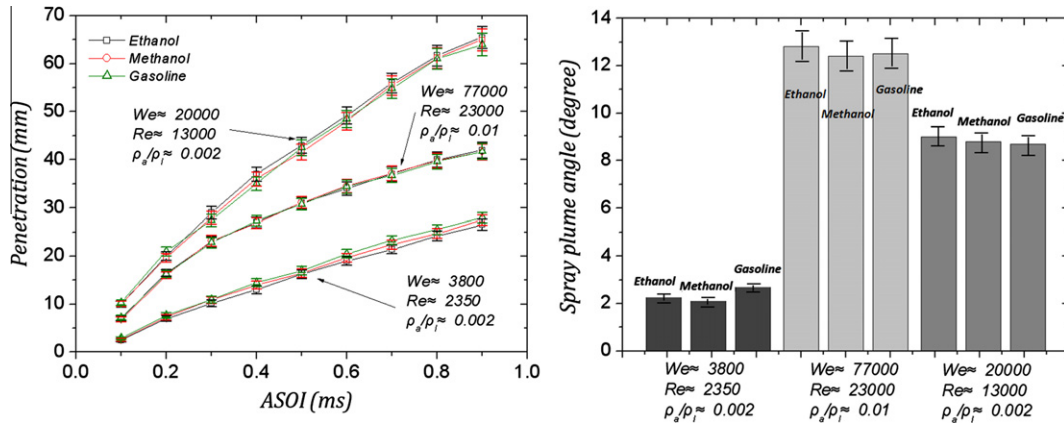 70
60
50
40
30
20
10
0
Penetration (mm)
Ethanol
Methanol
Gasoline
We≈ 20000
Re≈ 13000
ρa/ρl≈ 0.002
We≈ 77000
Re≈ 23000
ρa/ρl≈ 0.01
We≈ 3800
Re≈ 2350
ρa/ρl≈ 0.002
0.0 0.2 0.4 0.6 0.8 1.0
ASOI (ms)
14
12
10
8
6
4
2
0
Spray plume angle (degree)
Ethanol
Methanol
Gasoline
Ethanol
Methanol
Gasoline
Ethanol
Methanol
Gasoline
We≈ 3800
Re≈ 2350
ρa/ρl≈ 0.002
We≈ 77000
Re≈ 23000
ρa/ρl≈ 0.01
We≈ 20000
Re≈ 13000
ρa/ρl≈ 0.002